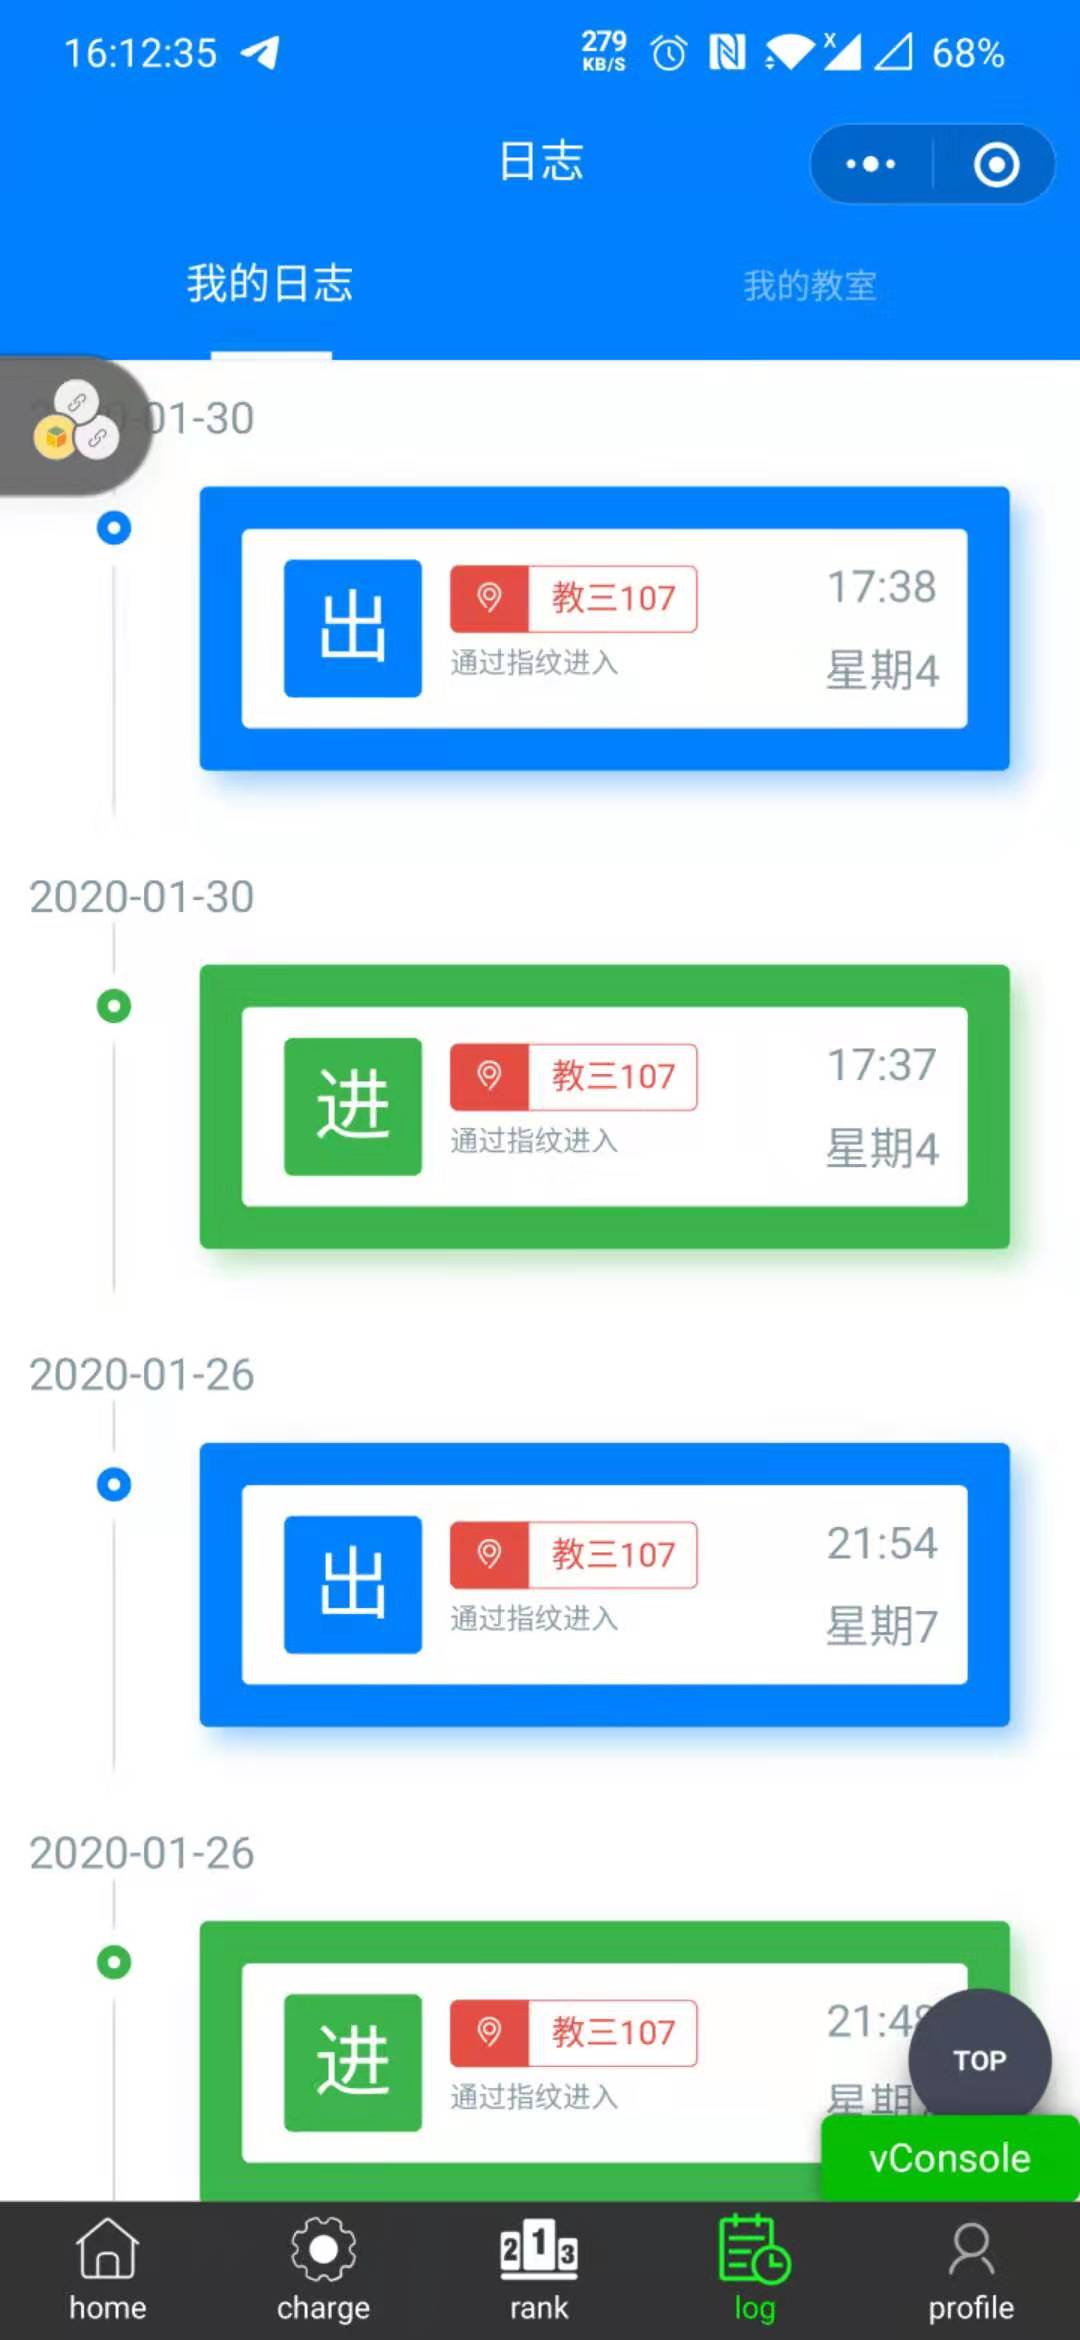 16:12:35
279 KB/S
68%
日志
我的日志
我的教室
01-30
出
教三107
通过指纹进入
17:38
星期4
2020-01-30
进
教三107
通过指纹进入
17:37
星期4
2020-01-26
出
教三107
通过指纹进入
21:54
星期7
2020-01-26
进
教三107
通过指纹进入
21:4
星期
TOP
vConsole
home
charge
2 1 3
rank
log
profile